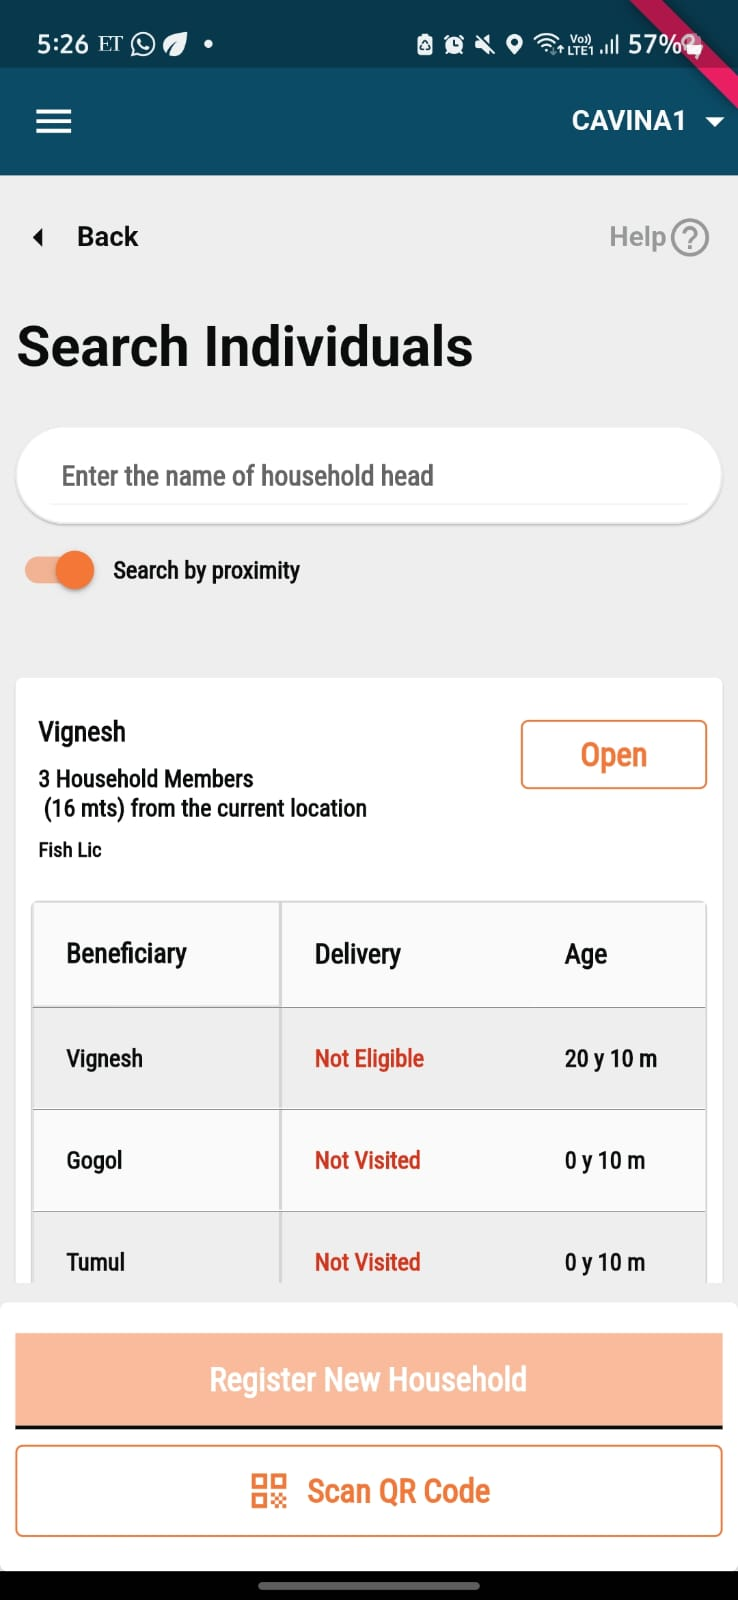 5:26 ET
Vo)) LTE1 57%
CAVINA1
Back
Help ?
Search Individuals
Enter the name of household head
Search by proximity
Vignesh
Open
3 Household Members
(16 mts) from the current location
Fish Lic
Beneficiary Delivery Age
Vignesh Not Eligible 20 y 10 m
Gogol Not Visited 0 y 10 m
Tumul Not Visited 0 y 10 m
Register New Household
Scan QR Code